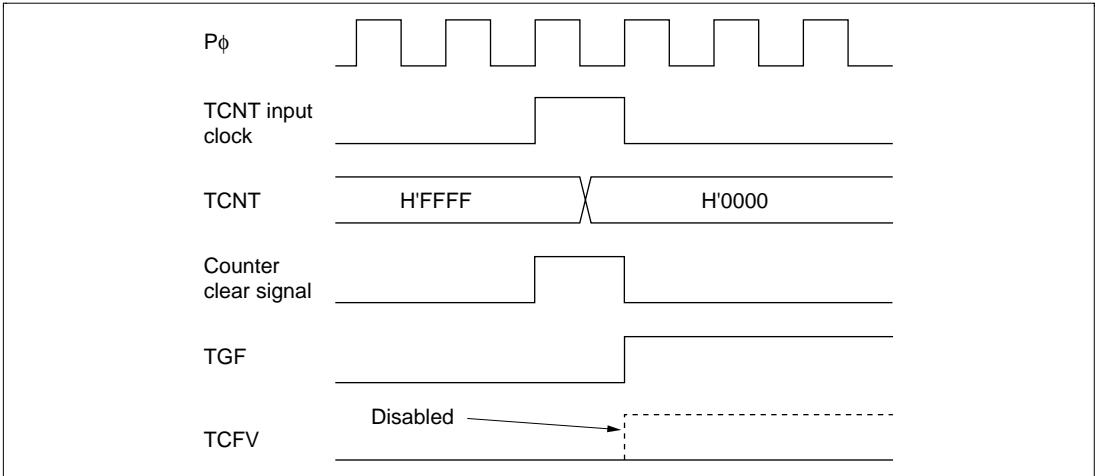 Pϕ
TCNT input
clock
TCNT
H'FFFF
H'0000
Counter
clear signal
TGF
Disabled
TCFV